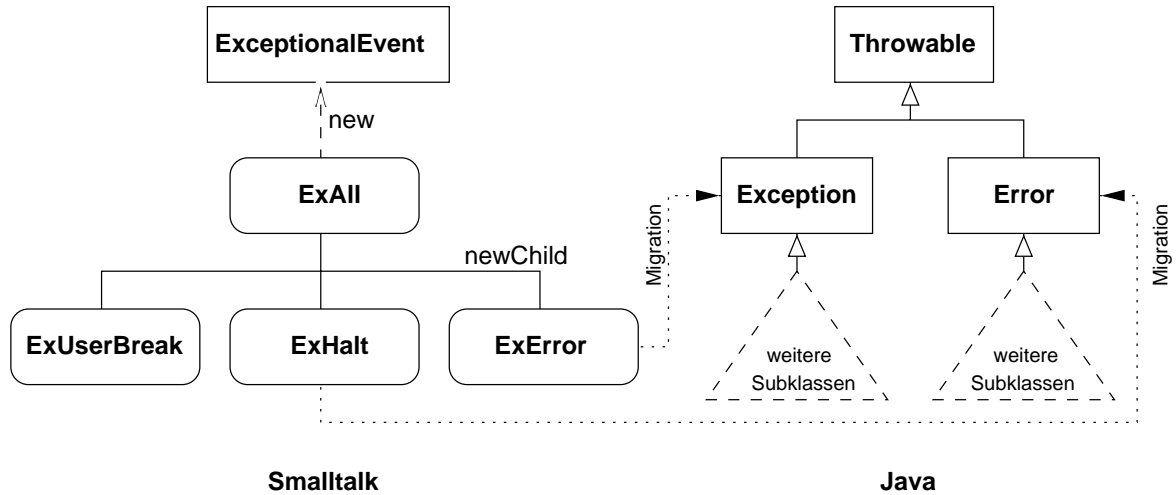 ExceptionalEvent
Throwable
new
ExAll
Exception
Error
Migration
Migration
newChild
ExUserBreak
ExHalt
ExError
weitere
Subklassen
weitere
Subklassen
Smalltalk
Java